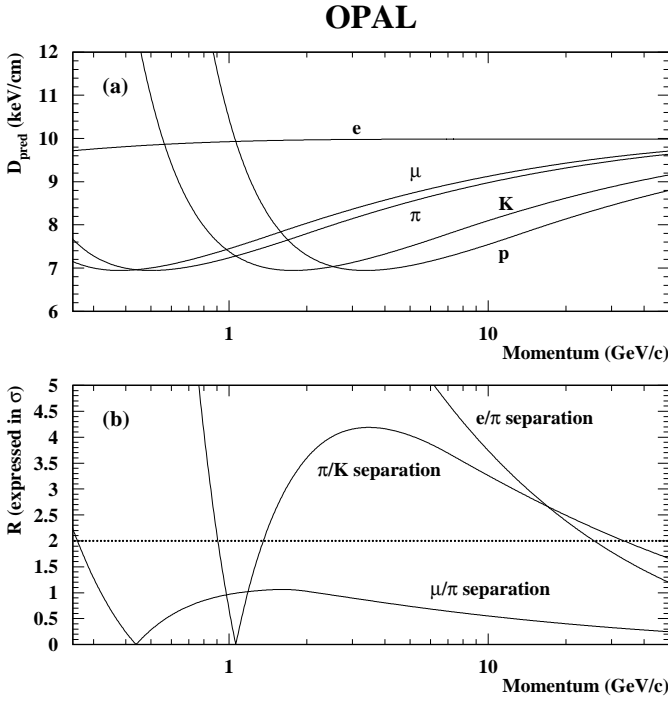 OPAL
D_pred (keV/cm)
(a)
12
11
10
9
8
7
6
e
μ
π
K
p
1
10
Momentum (GeV/c)
R (expressed in σ)
(b)
5
4.5
4
3.5
3
2.5
2
1.5
1
0.5
0
e/π separation
π/K separation
μ/π separation
1
10
Momentum (GeV/c)